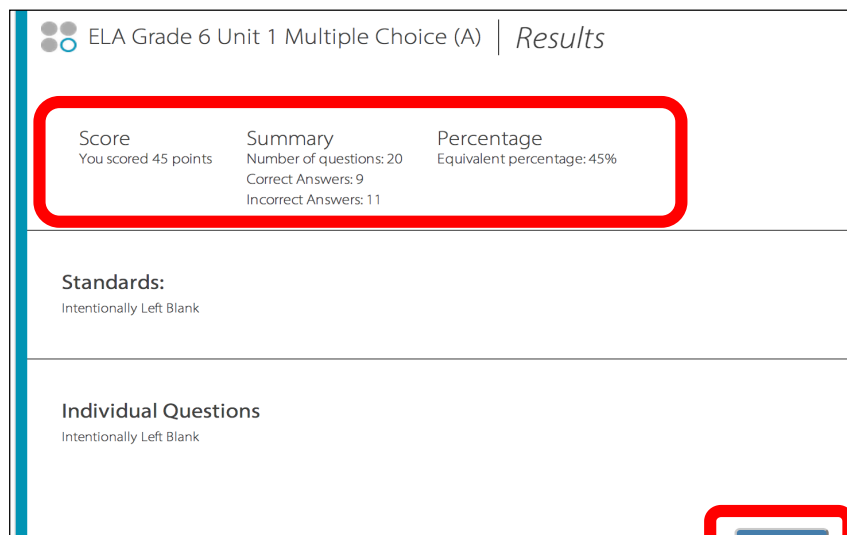 ELA Grade 6 Unit 1 Multiple Choice (A) | Results
Score Summary Percentage
You scored 45 points Number of questions: 20 Equivalent percentage: 45%
Correct Answers: 9
Incorrect Answers: 11
Standards:
Intentionally Left Blank
Individual Questions
Intentionally Left Blank